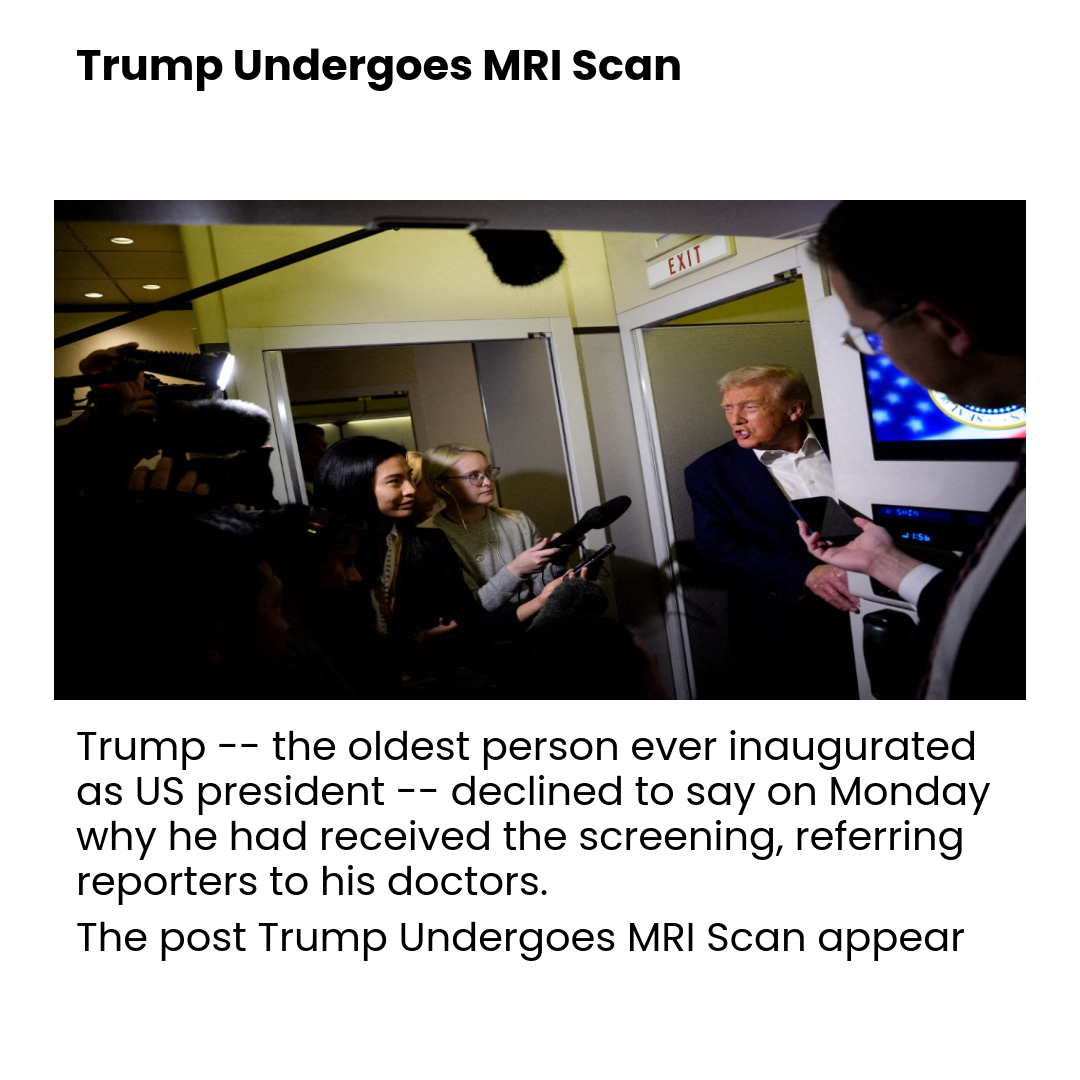 Trump Undergoes MRI Scan
EXIT
Trump -- the oldest person ever inaugurated
as US president -- declined to say on Monday
why he had received the screening, referring
reporters to his doctors.
The post Trump Undergoes MRI Scan appear